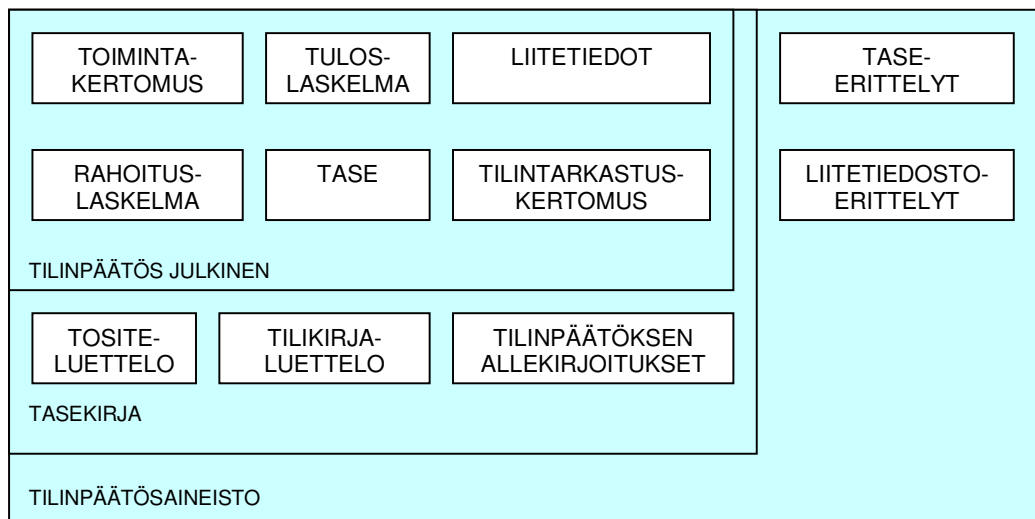 TOIMINTA-
KERTOMUS
TULOS-
LASKELMA
LIITETIEDOT
TASE-
ERITTELYT
RAHOITUS-
LASKELMA
TASE
TILINTARKASTUS-
KERTOMUS
LIITETIEDOSTO-
ERITTELYT
TILINPÄÄTÖS JULKINEN
TOSITE-
LUETTELO
TILIKIRJA-
LUETTELO
TILINPÄÄTÖKSEN
ALLEKIRJOITUKSET
TASEKIRJA
TILINPÄÄTÖSAINEISTO